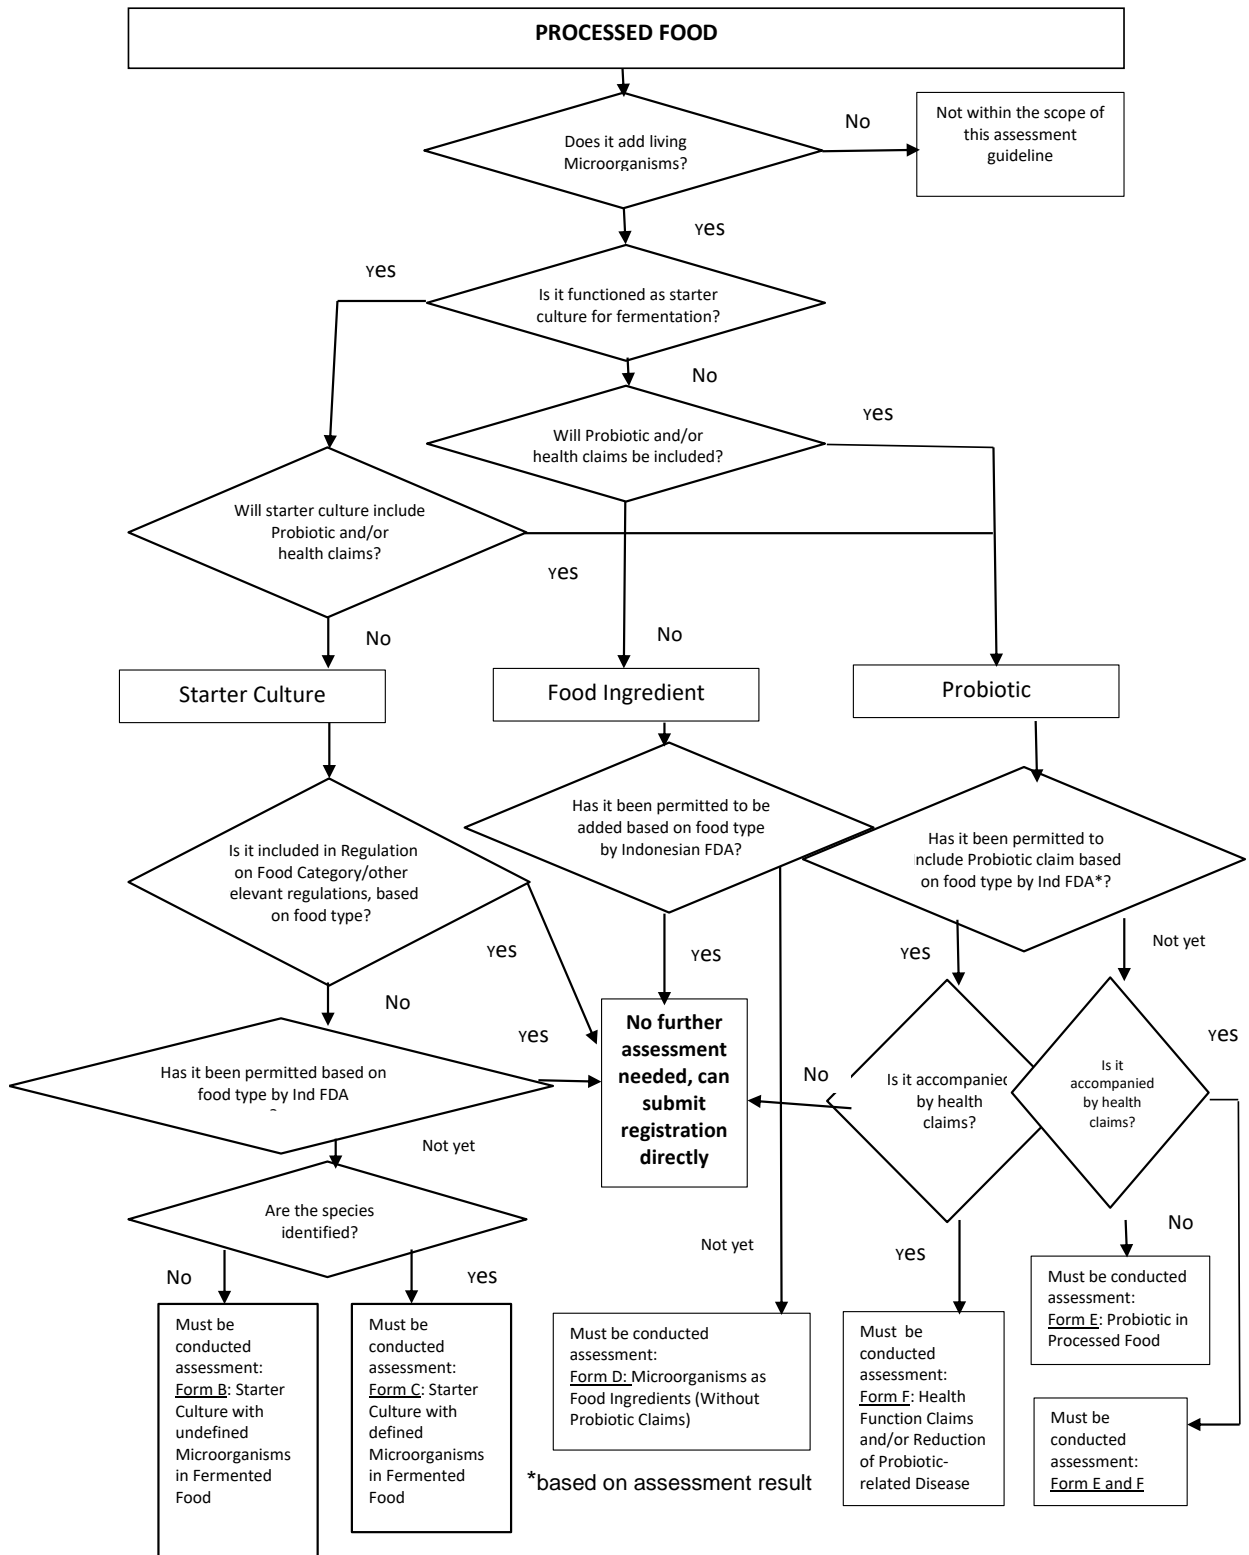 PROCESSED FOOD
Does it add living
Microorganisms?
No
Not within the scope of
this assessment
guideline
Yes
Yes
Is it functioned as starter
culture for fermentation?
No
Yes
Will Probiotic and/or
health claims be included?
Will starter culture include
Probiotic and/or
health claims?
Yes
No
No
Starter Culture
Food Ingredient
Probiotic
Has it been permitted to be
added based on food type
by Indonesian FDA?
Has it been permitted to
include Probiotic claim based
on food type by Ind FDA*?
Is it included in Regulation
on Food Category/other
elevant regulations, based
on food type?
Yes
Yes
Yes
Not yet
No
Yes
No further
assessment
needed, can
submit
registration
directly
No
Is it accompanied
by health
claims?
Is it
accompanied
by health
claims?
Yes
Has it been permitted based on
food type by Ind FDA
Not yet
Are the species
identified?
Not yet
Yes
No
No
Yes
Must be
conducted
assessment:
Form B: Starter
Culture with
undefined
Microorganisms
in Fermented
Food
Must be
conducted
assessment:
Form C: Starter
Culture with
defined
Microorganisms
in Fermented
Food
Must be conducted
assessment:
Form D: Microorganisms as
Food Ingredients (Without
Probiotic Claims)
Must be
conducted
assessment:
Form F: Health
Function Claims
and/or Reduction
of Probiotic-
related Disease
Must be conducted
assessment:
Form E: Probiotic in
Processed Food
Must be
conducted
assessment:
Form E and F
*based on assessment result